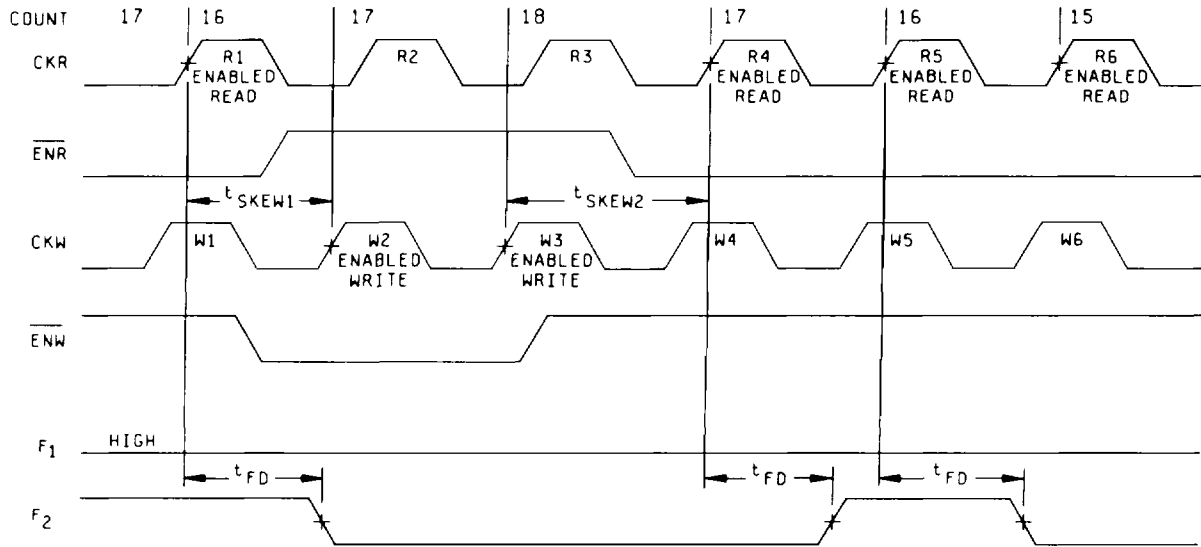 COUNT 17 16 17 18 17 16 15
CKR R1 R2 R3 R4 R5 R6
ENABLED ENABLED ENABLED ENABLED
READ READ READ READ
ENR
tSKEW1 tSKEW2
CKW W1 W2 W3 W4 W5 W6
ENABLED ENABLED
WRITE WRITE
ENW
F1 HIGH
tFD tFD tFD
F2